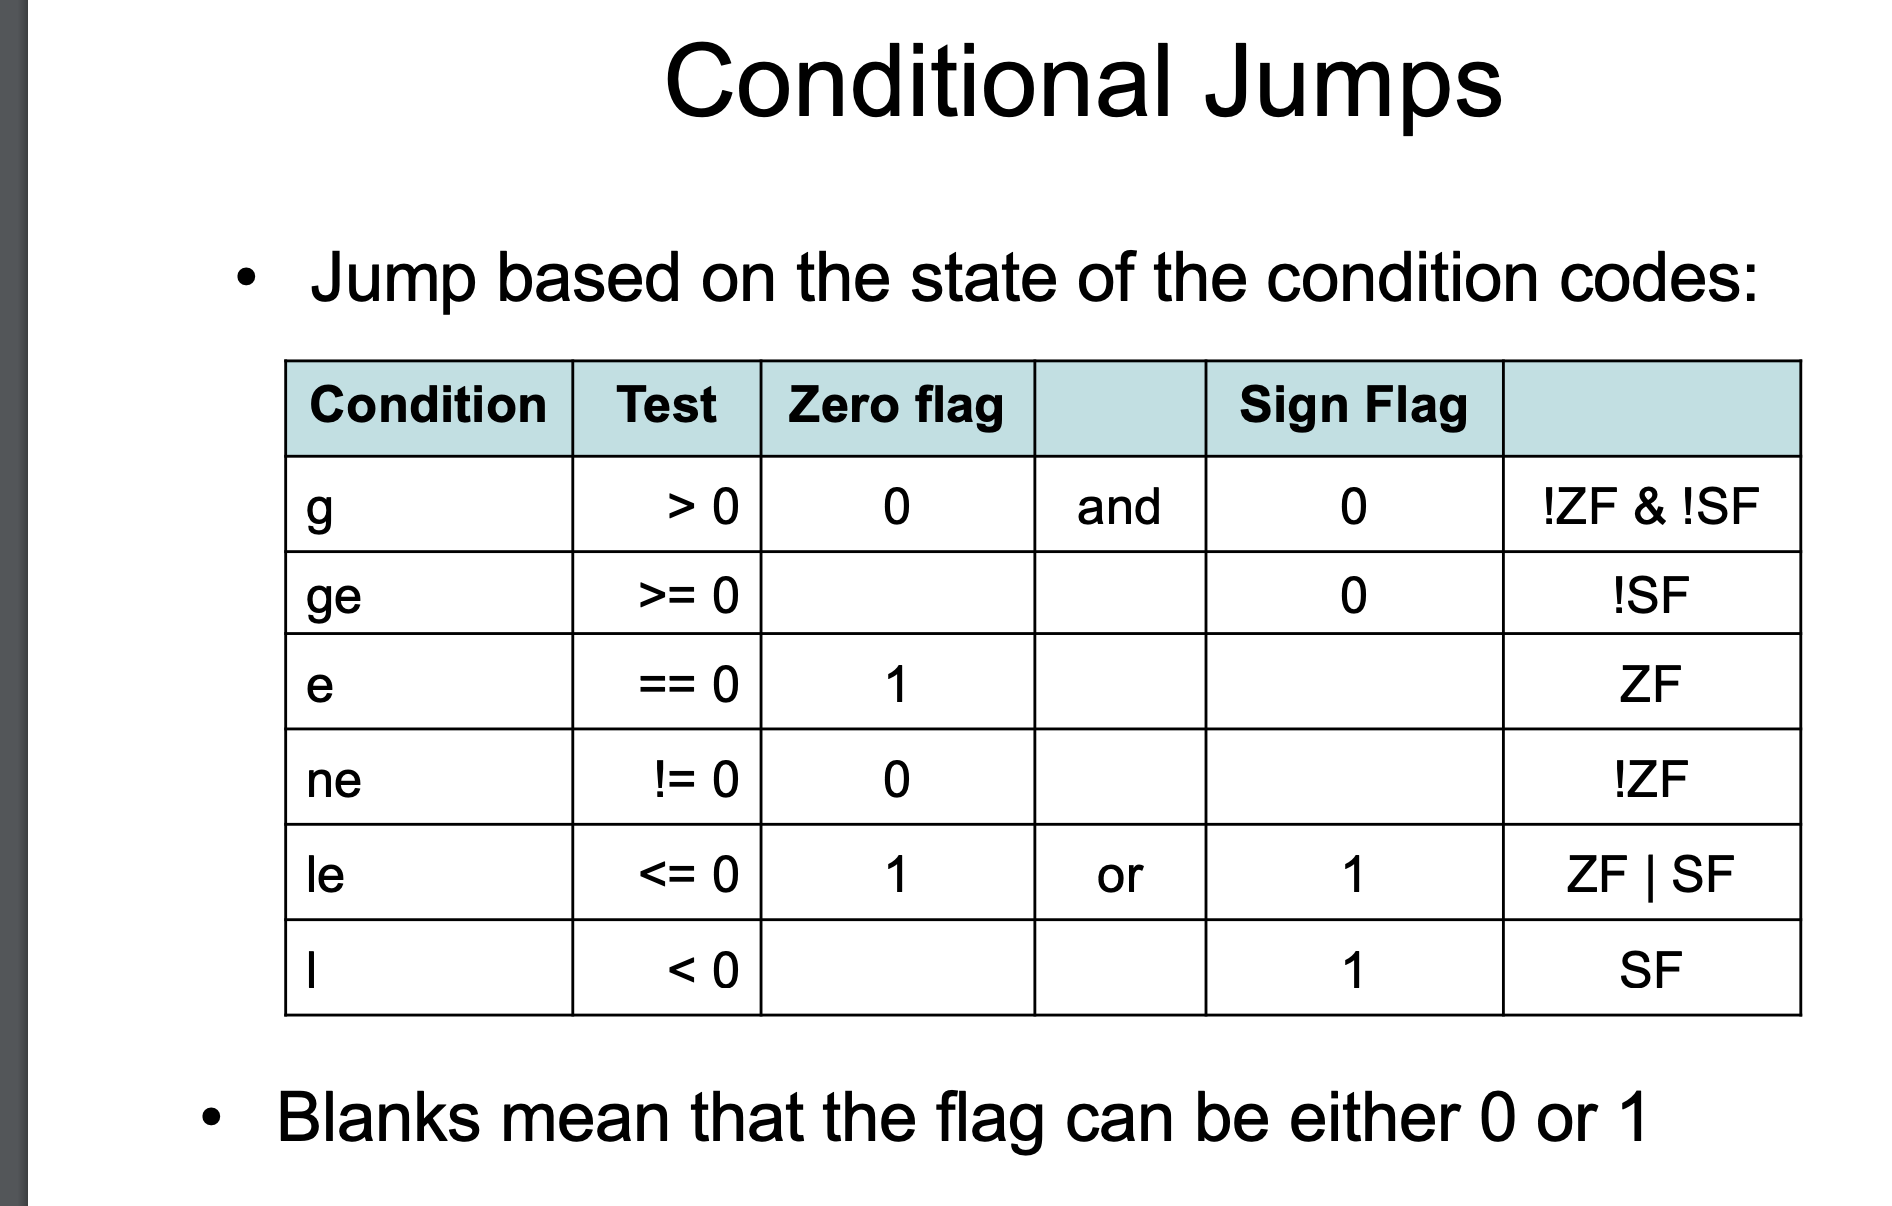 Conditional Jumps
• Jump based on the state of the condition codes:
Condition Test Zero flag Sign Flag
g > 0 0 and 0 !ZF & !SF
ge >= 0 0 !SF
e == 0 1 ZF
ne != 0 0 !ZF
le <= 0 1 or 1 ZF | SF
l < 0 1 SF
• Blanks mean that the flag can be either 0 or 1